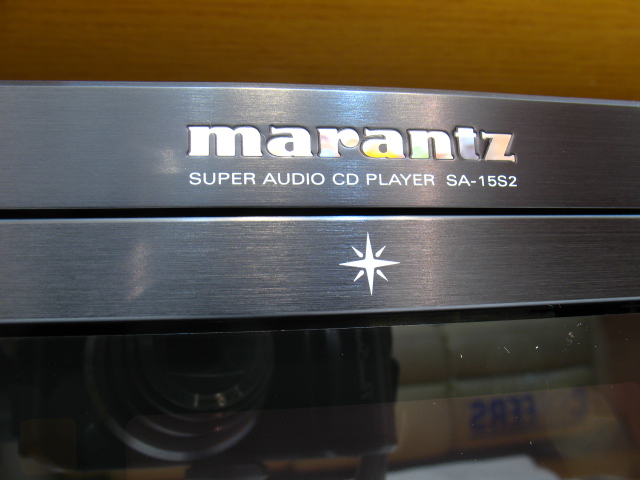 marantz
SUPER AUDIO CD PLAYER SA-15S2